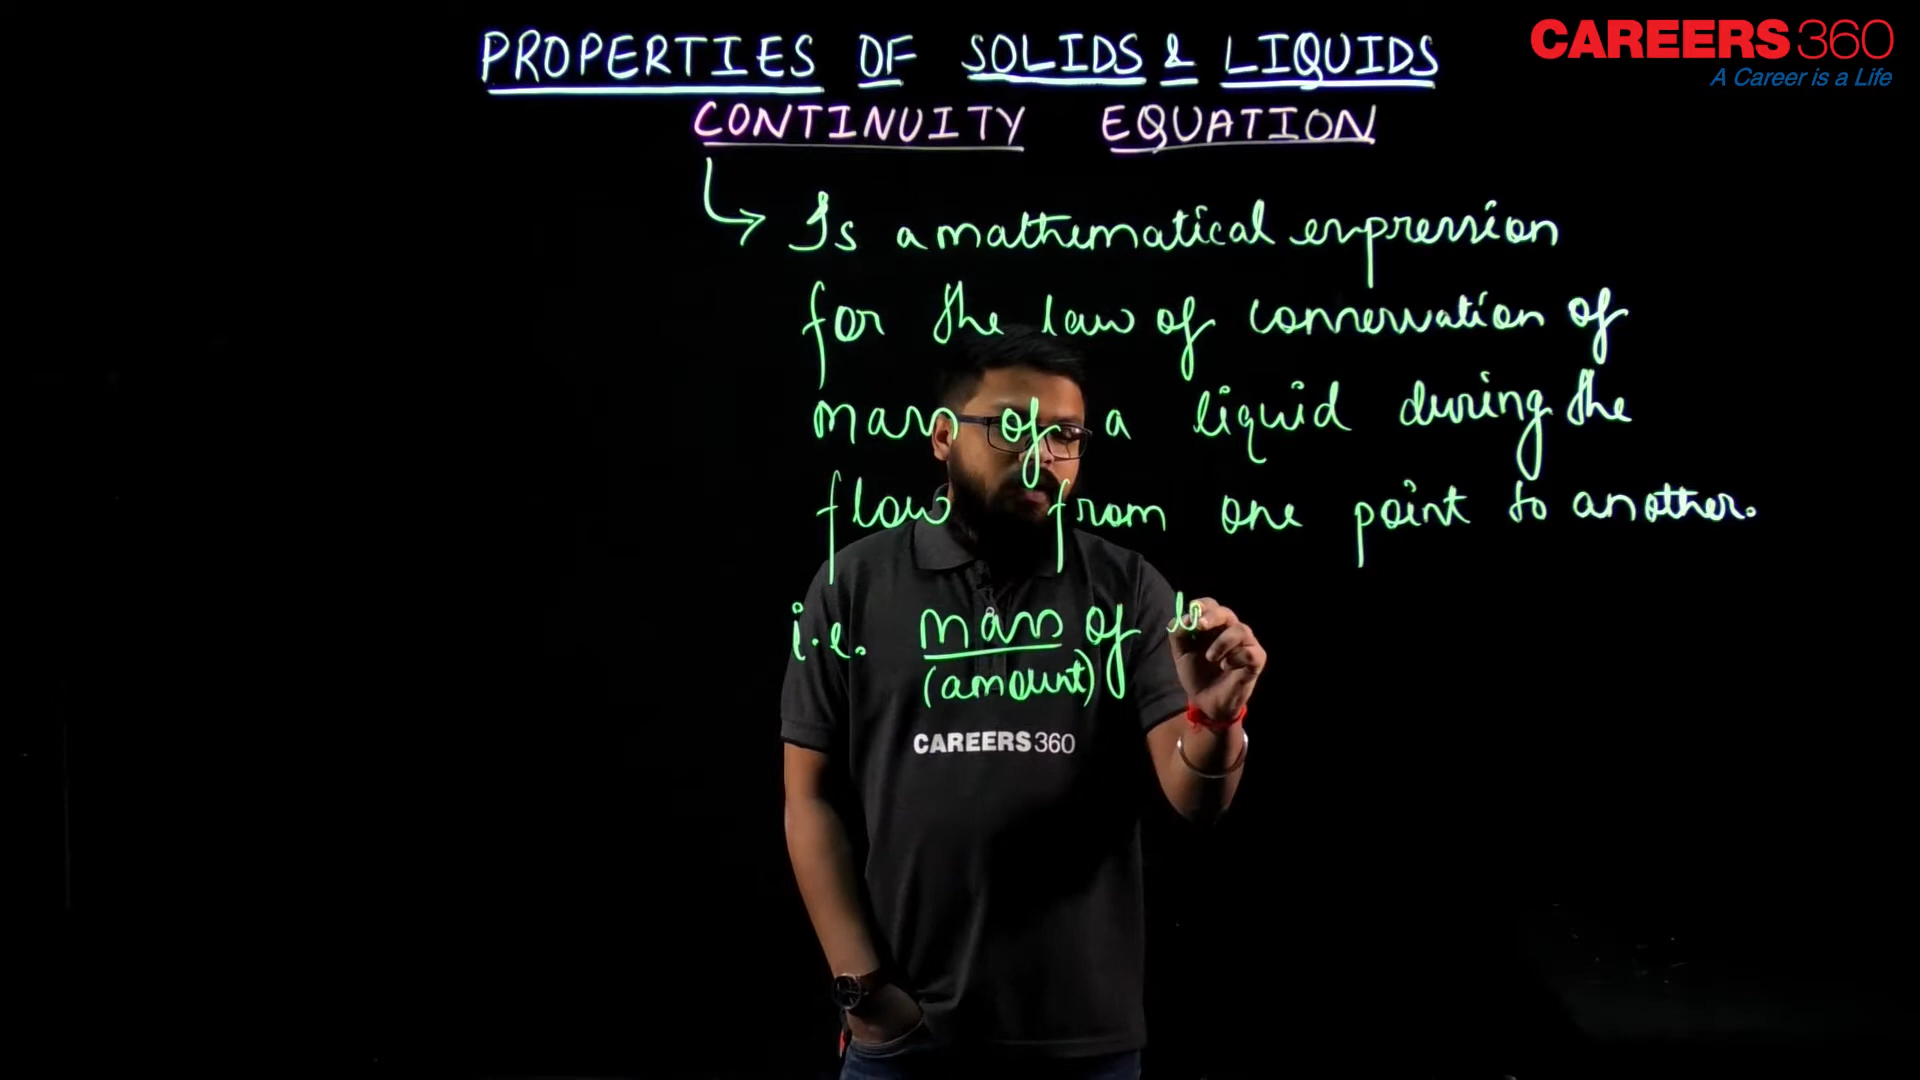 PROPERTIES OF SOLIDS & LIQUIDS
CAREERS360
A Career is a Life
CONTINUITY EQUATION
Is a mathematical expression
for the law of conservation of
mass of a liquid during the
flow from one point to another.
i.e. mass of
(amount)
CAREERS360